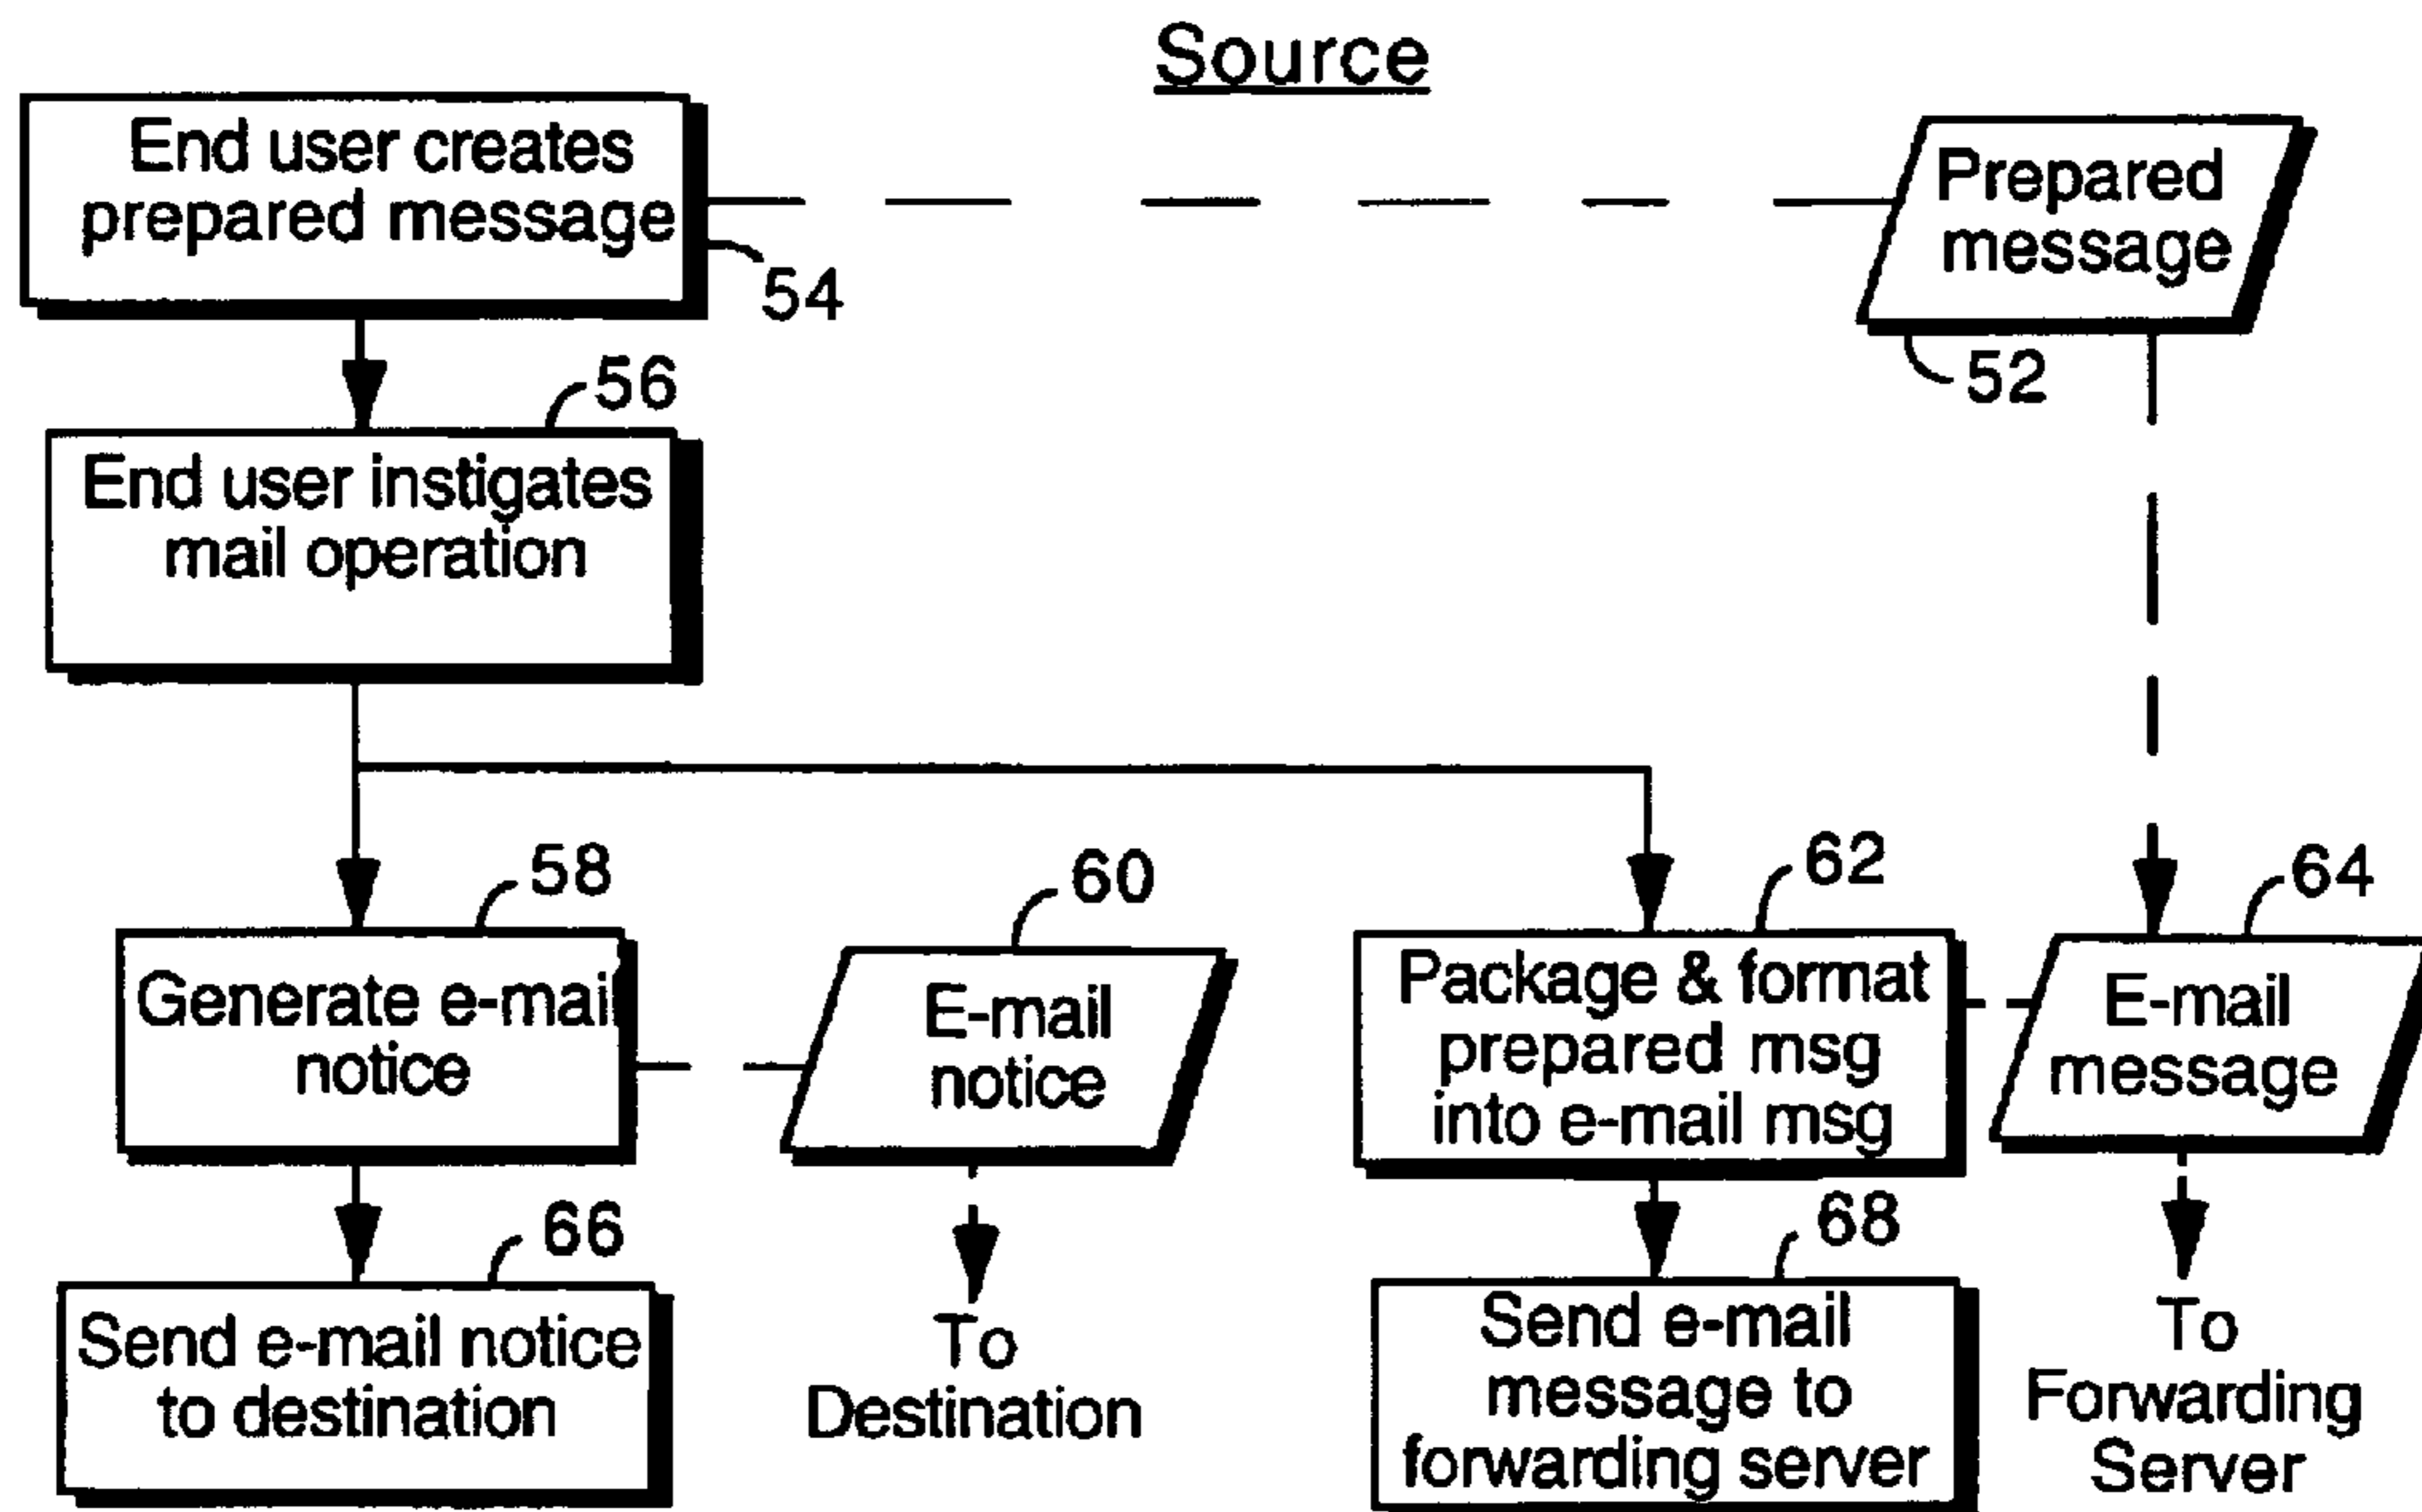 Source
End user creates
prepared message
54
Prepared
message
52
56
End user instigates
mail operation
58
Generate e-mail
notice
60
E-mail
notice
62
Package & format
prepared msg
into e-mail msg
64
E-mail
message
66
Send e-mail notice
to destination
To
Destination
68
Send e-mail
message to
forwarding server
To
Forwarding
Server